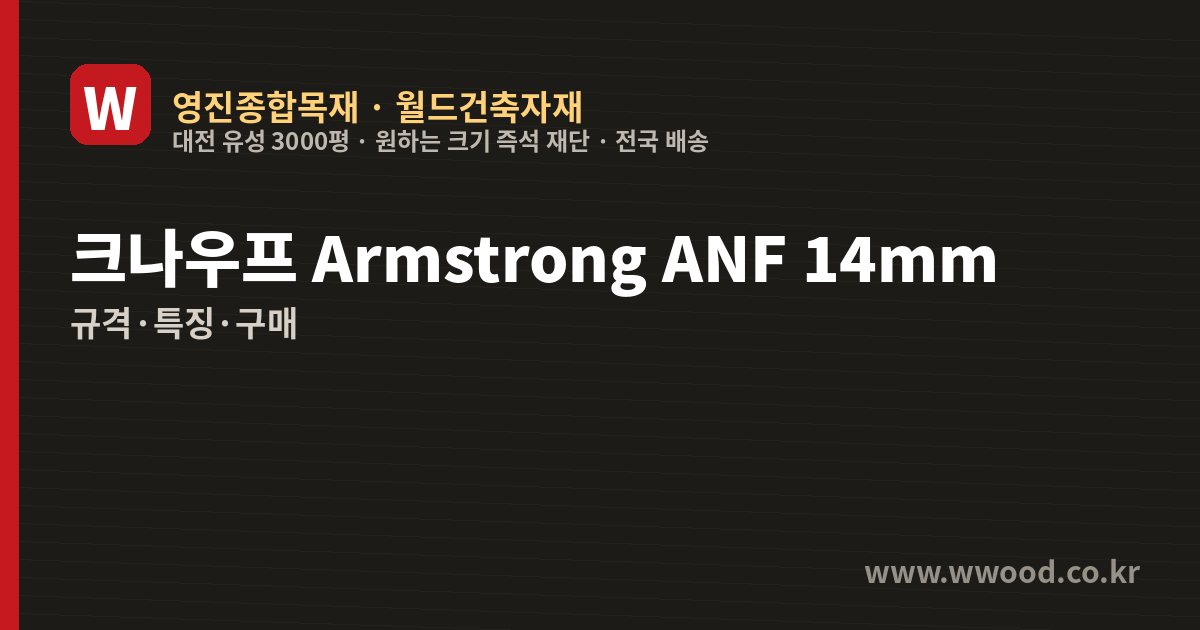 W
영진종합목재 · 월드건축자재
대전 유성 3000평 · 원하는 크기 즉석 재단 · 전국 배송
크나우프 Armstrong ANF 14mm
규격·특징·구매
www.wwood.co.kr